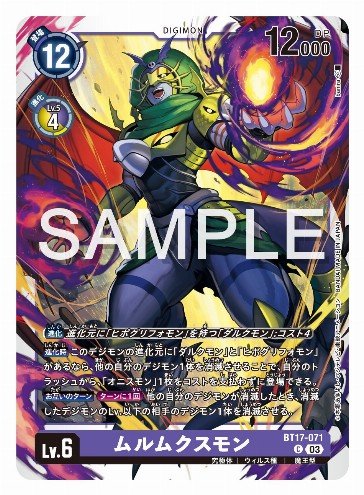 DIGIMON
登場
12
DP
12000
進化
Lv.5
4
SAMPLE
進化 進化元に「ヒポグリフォモン」を持つ「ダルクモン」:コスト4
進化時 このデジモンの進化元に「ダルクモン」と「ヒポグリフォモン」
があるなら、他の自分のデジモン1体を消滅させることで、自分のト
ラッシュから、「オニスモン」1枚をコストを支払わずに登場できる。
お互いのターン ターンに1回 他の自分のデジモンが消滅したとき、消滅
したデジモンのLv.以下の相手のデジモン1体を消滅させる。
Lv.6
ムルムクスモン
BT17-071
C 03
究極体 ウィルス種 魔王型